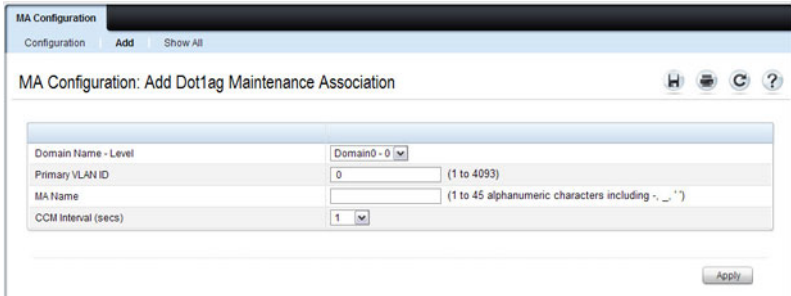 MA Configuration
Configuration Add Show All
MA Configuration: Add Dot1ag Maintenance Association
?
Domain Name - Level Domain0 - 0
Primary VLAN ID 0 (1 to 4093)
MA Name (1 to 45 alphanumeric characters including -, _, ' ')
CCM Interval (secs) 1
Apply